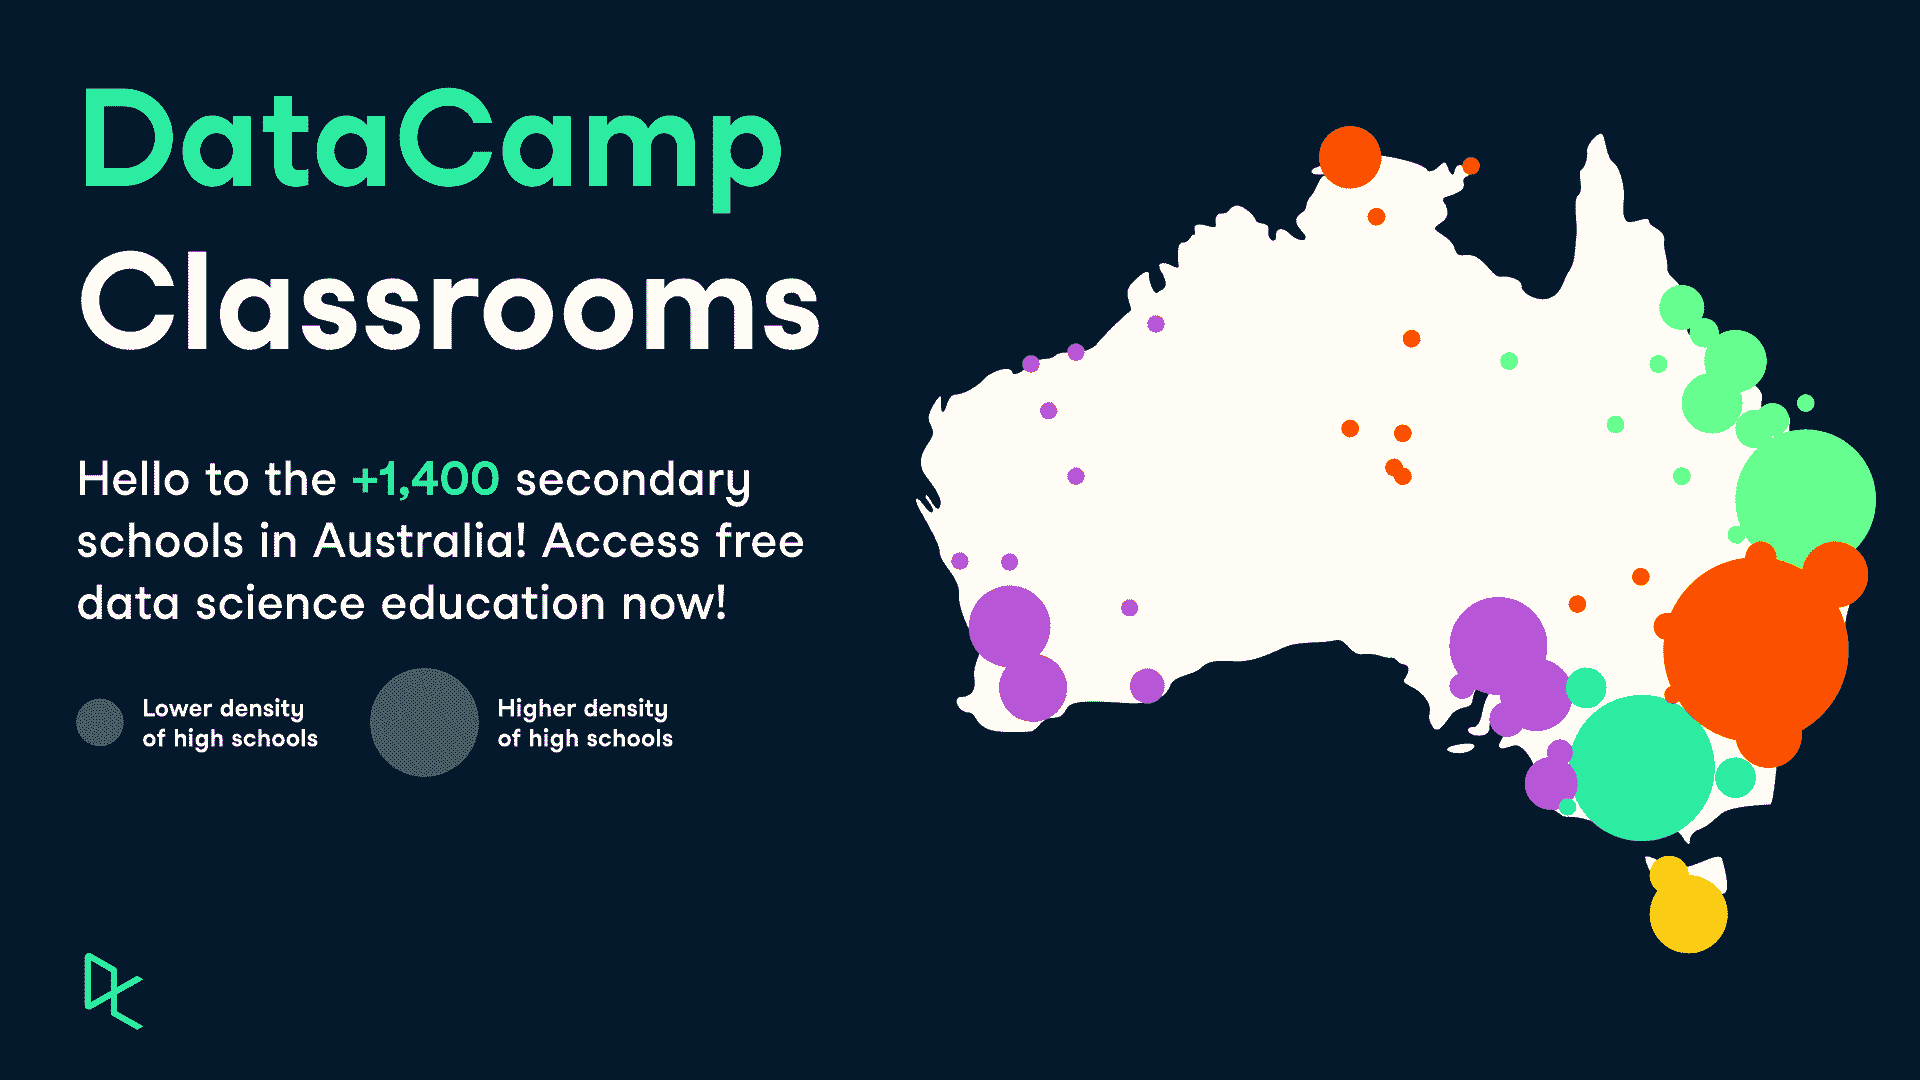 DataCamp
Classrooms
Hello to the +1,400 secondary
schools in Australia! Access free
data science education now!
Lower density
of high schools
Higher density
of high schools